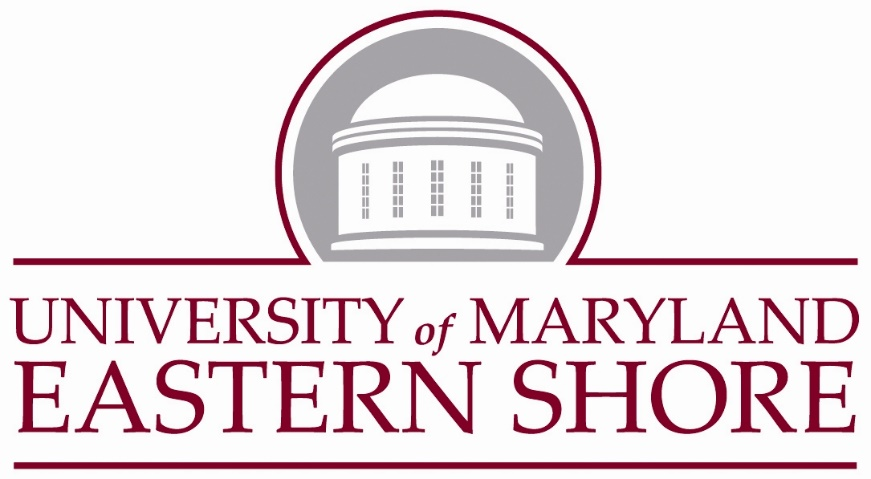 UNIVERSITY of MARYLAND
EASTERN SHORE